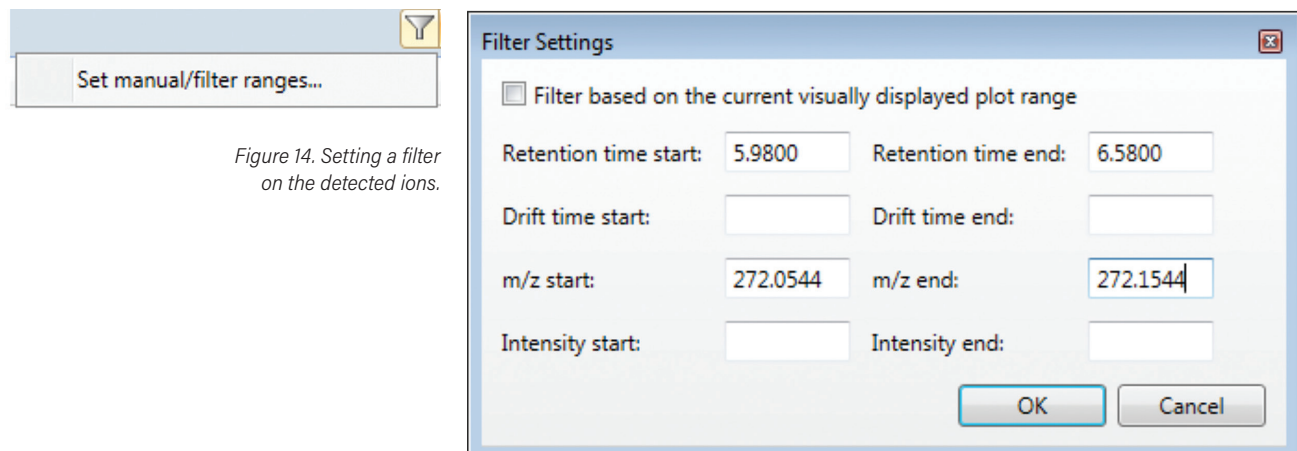 Set manual/filter ranges...
Figure 14. Setting a filter
on the detected ions.
Filter Settings
Filter based on the current visually displayed plot range
Retention time start: 5.9800 Retention time end: 6.5800
Drift time start: Drift time end:
m/z start: 272.0544 m/z end: 272.1544
Intensity start: Intensity end:
OK Cancel